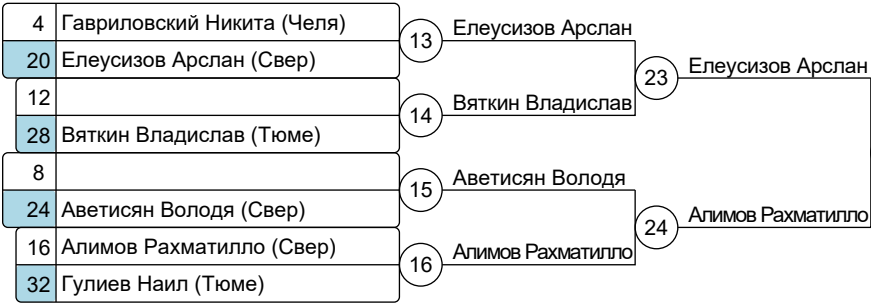 4 Гавриловский Никита (Челя)
13
Елеусизов Арслан
20 Елеусизов Арслан (Свер)
23
Елеусизов Арслан
12
14
Вяткин Владислав
28 Вяткин Владислав (Тюме)
8
15
Аветисян Володя
24 Аветисян Володя (Свер)
24
Алимов Рахматилло
16 Алимов Рахматилло (Свер)
16
Алимов Рахматилло
32 Гулиев Наил (Тюме)